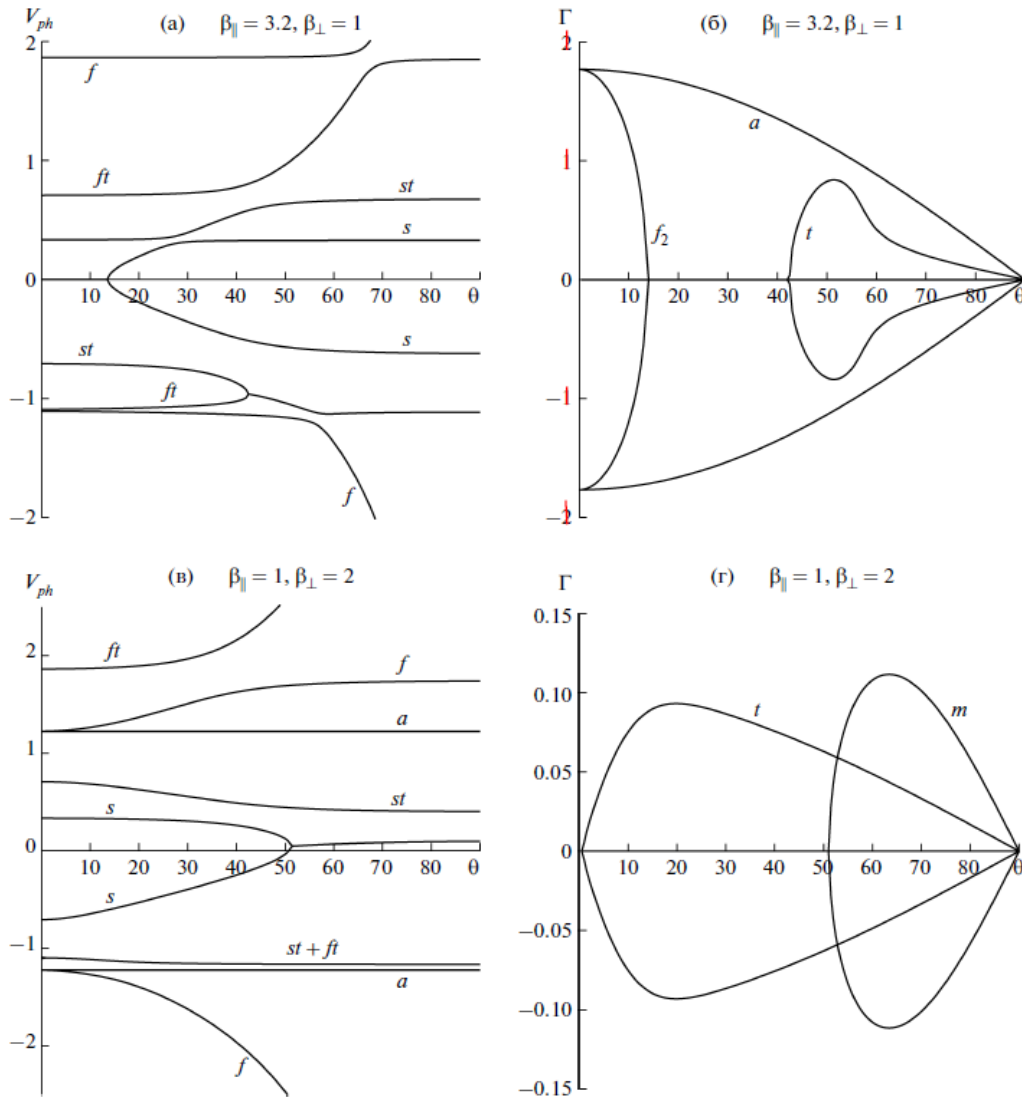 V_ph (а) β_∥ = 3.2, β_⊥ = 1
2
f
1
ft
st
s
0
10 20 30 40 50 60 70 80 θ
s
st
−1
ft
f
−2
Γ (б) β_∥ = 3.2, β_⊥ = 1
2
a
1
f_2
t
0
10 20 30 40 50 60 70 80 θ
−1
−2
V_ph (в) β_∥ = 1, β_⊥ = 2
2
ft
f
a
1
st
s
0
10 20 30 40 50 60 70 80 θ
s
−1
st + ft
a
−2
f
Γ (г) β_∥ = 1, β_⊥ = 2
0.15
0.10
t
m
0.05
0
10 20 30 40 50 60 70 80 θ
−0.05
−0.10
−0.15